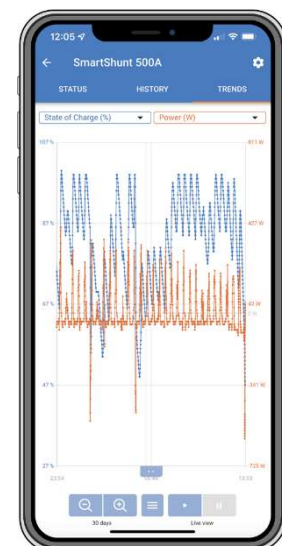 12:05
SmartShunt 500A
STATUS HISTORY TRENDS
State of Charge (%) Power (W)
107 %
87 %
67 %
47 %
27 %
30 days Live view